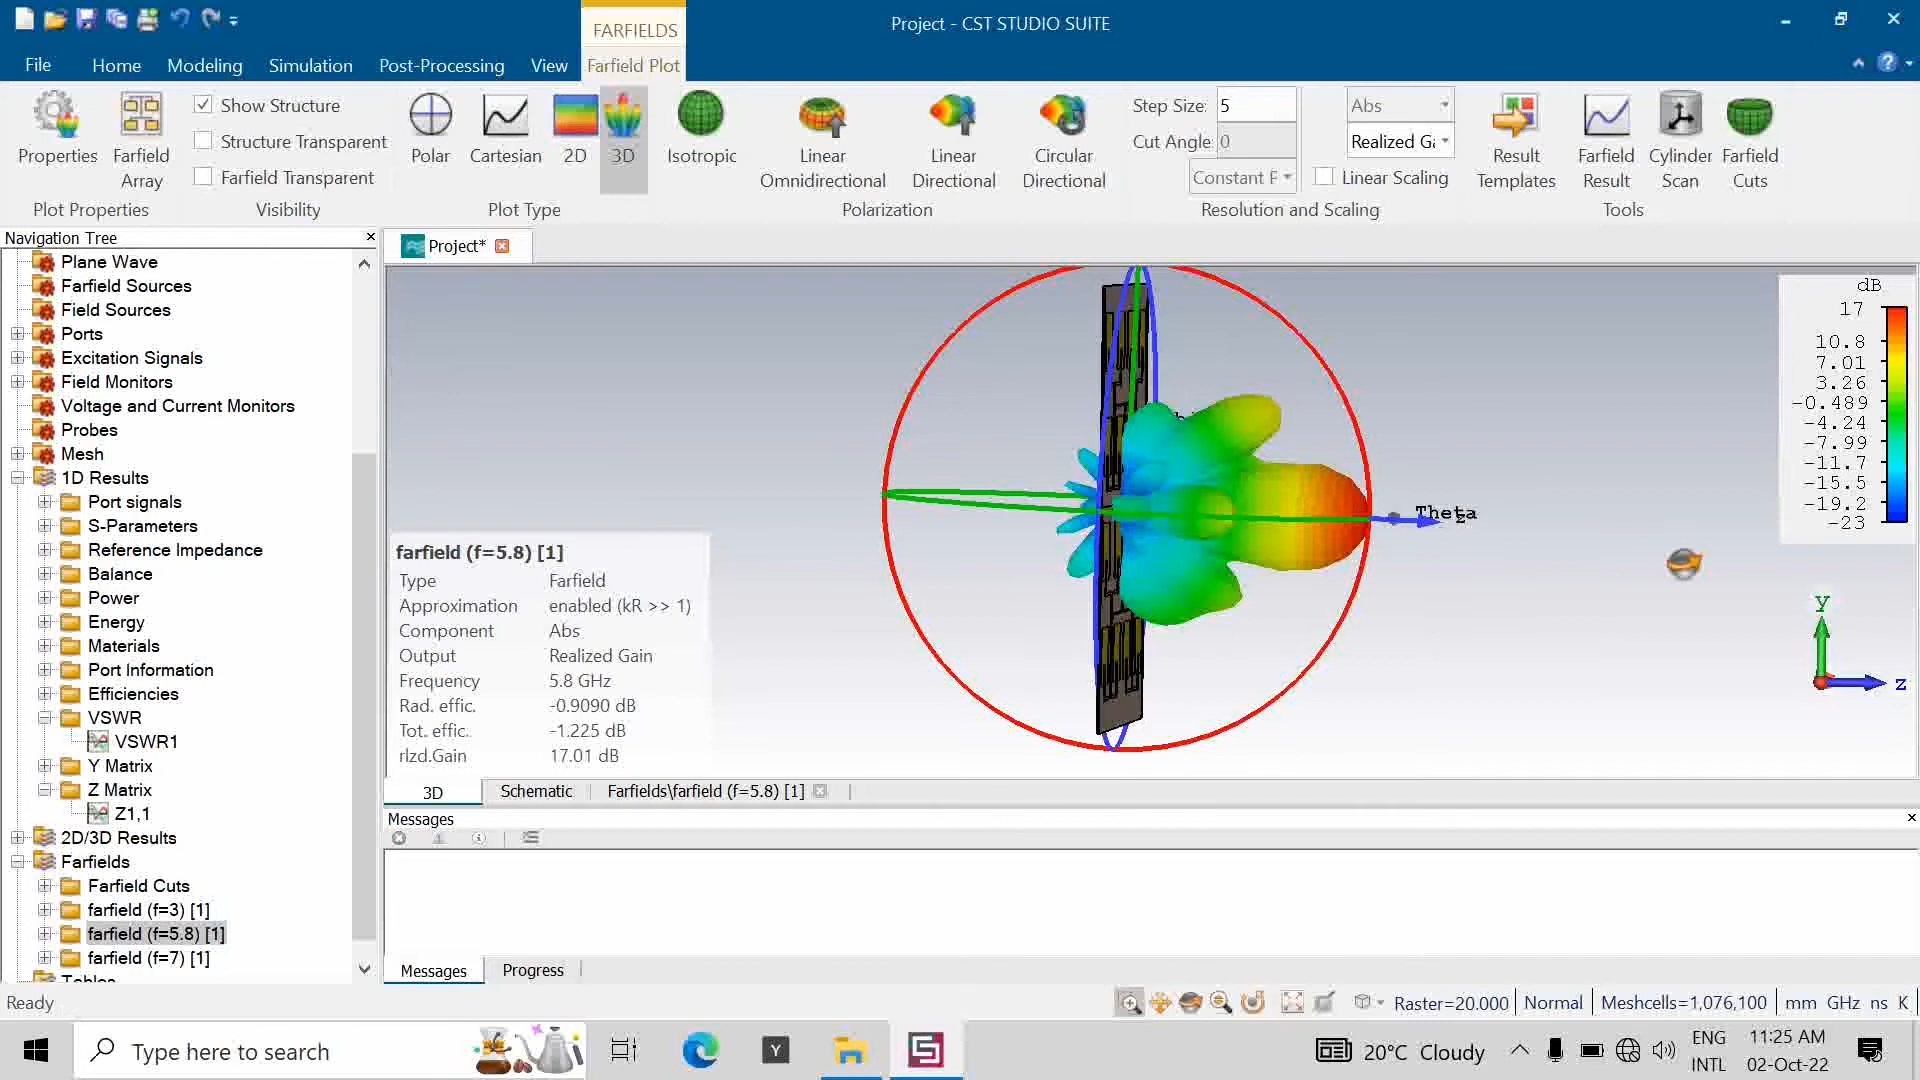 FARFIELDS
Project - CST STUDIO SUITE
File
Home
Modeling
Simulation
Post-Processing
View
Farfield Plot
Properties
Farfield Array
Plot Properties
Show Structure
Structure Transparent
Farfield Transparent
Visibility
Polar
Cartesian
2D
3D
Plot Type
Isotropic
Linear Omnidirectional
Linear Directional
Circular Directional
Polarization
Step Size: 5
Cut Angle: 0
Constant F
Abs
Realized Ga
Linear Scaling
Resolution and Scaling
Result Templates
Farfield Result
Cylinder Scan
Farfield Cuts
Tools
Navigation Tree
Plane Wave
Farfield Sources
Field Sources
Ports
Excitation Signals
Field Monitors
Voltage and Current Monitors
Probes
Mesh
1D Results
Port signals
S-Parameters
Reference Impedance
Balance
Power
Energy
Materials
Port Information
Efficiencies
VSWR
VSWR1
Y Matrix
Z Matrix
Z1,1
2D/3D Results
Farfields
Farfield Cuts
farfield (f=3) [1]
farfield (f=5.8) [1]
farfield (f=7) [1]
Tables
Project*
dB
17
10.8
7.01
3.26
-0.489
-4.24
-7.99
-11.7
-15.5
-19.2
-23
Theta
z
y
z
farfield (f=5.8) [1]
Type Farfield
Approximation enabled (kR >> 1)
Component Abs
Output Realized Gain
Frequency 5.8 GHz
Rad. effic. -0.9090 dB
Tot. effic. -1.225 dB
rlzd.Gain 17.01 dB
3D
Schematic
Farfields\farfield (f=5.8) [1]
Messages
Messages
Progress
Ready
Raster=20.000
Normal
Meshcells=1,076,100
mm GHz ns K
Type here to search
Y
20°C Cloudy
ENG
INTL
11:25 AM
02-Oct-22